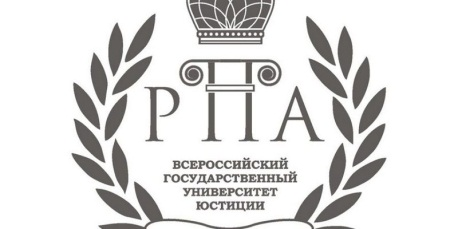 РПА
ВСЕРОССИЙСКИЙ
ГОСУДАРСТВЕННЫЙ
УНИВЕРСИТЕТ
ЮСТИЦИИ